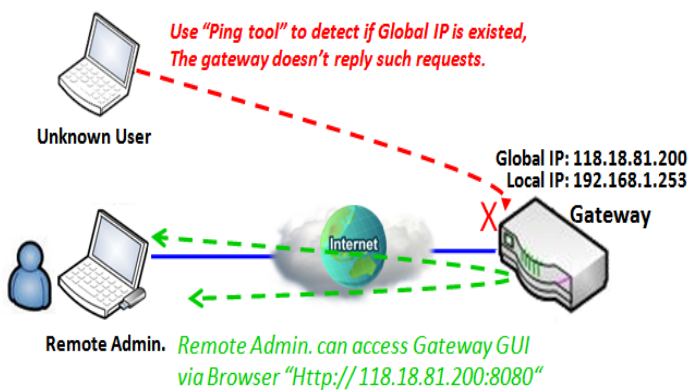 Use “Ping tool” to detect if Global IP is existed,
The gateway doesn’t reply such requests.
Unknown User
Global IP: 118.18.81.200
Local IP: 192.168.1.253
X
Gateway
Internet
Remote Admin.
Remote Admin. can access Gateway GUI
via Browser “Http:// 118.18.81.200:8080“